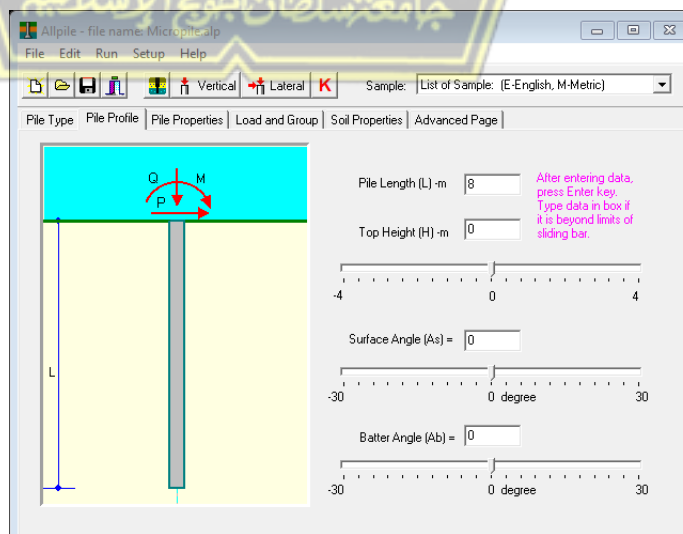 جامعتسلطان أجونج الإسلامية
Allpile - file name: Micropile.alp
File Edit Run Setup Help
Vertical Lateral K Sample: List of Sample: (E-English, M-Metric)
Pile Type Pile Profile Pile Properties Load and Group Soil Properties Advanced Page
Q M
P
L
Pile Length (L) -m 8
After entering data,
press Enter key.
Type data in box if
it is beyond limits of
sliding bar.
Top Height (H) -m 0
-4 0 4
Surface Angle (As) = 0
-30 0 degree 30
Batter Angle (Ab) = 0
-30 0 degree 30